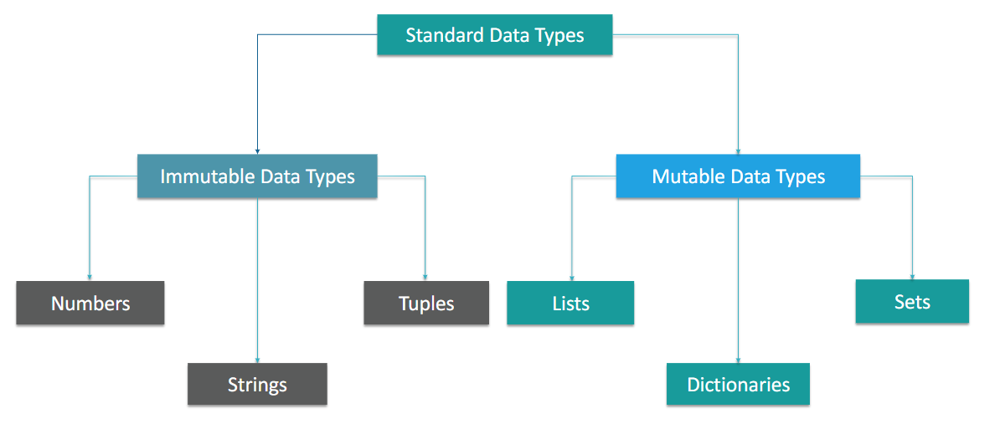 Standard Data Types
Immutable Data Types
Mutable Data Types
Numbers
Tuples
Lists
Sets
Strings
Dictionaries